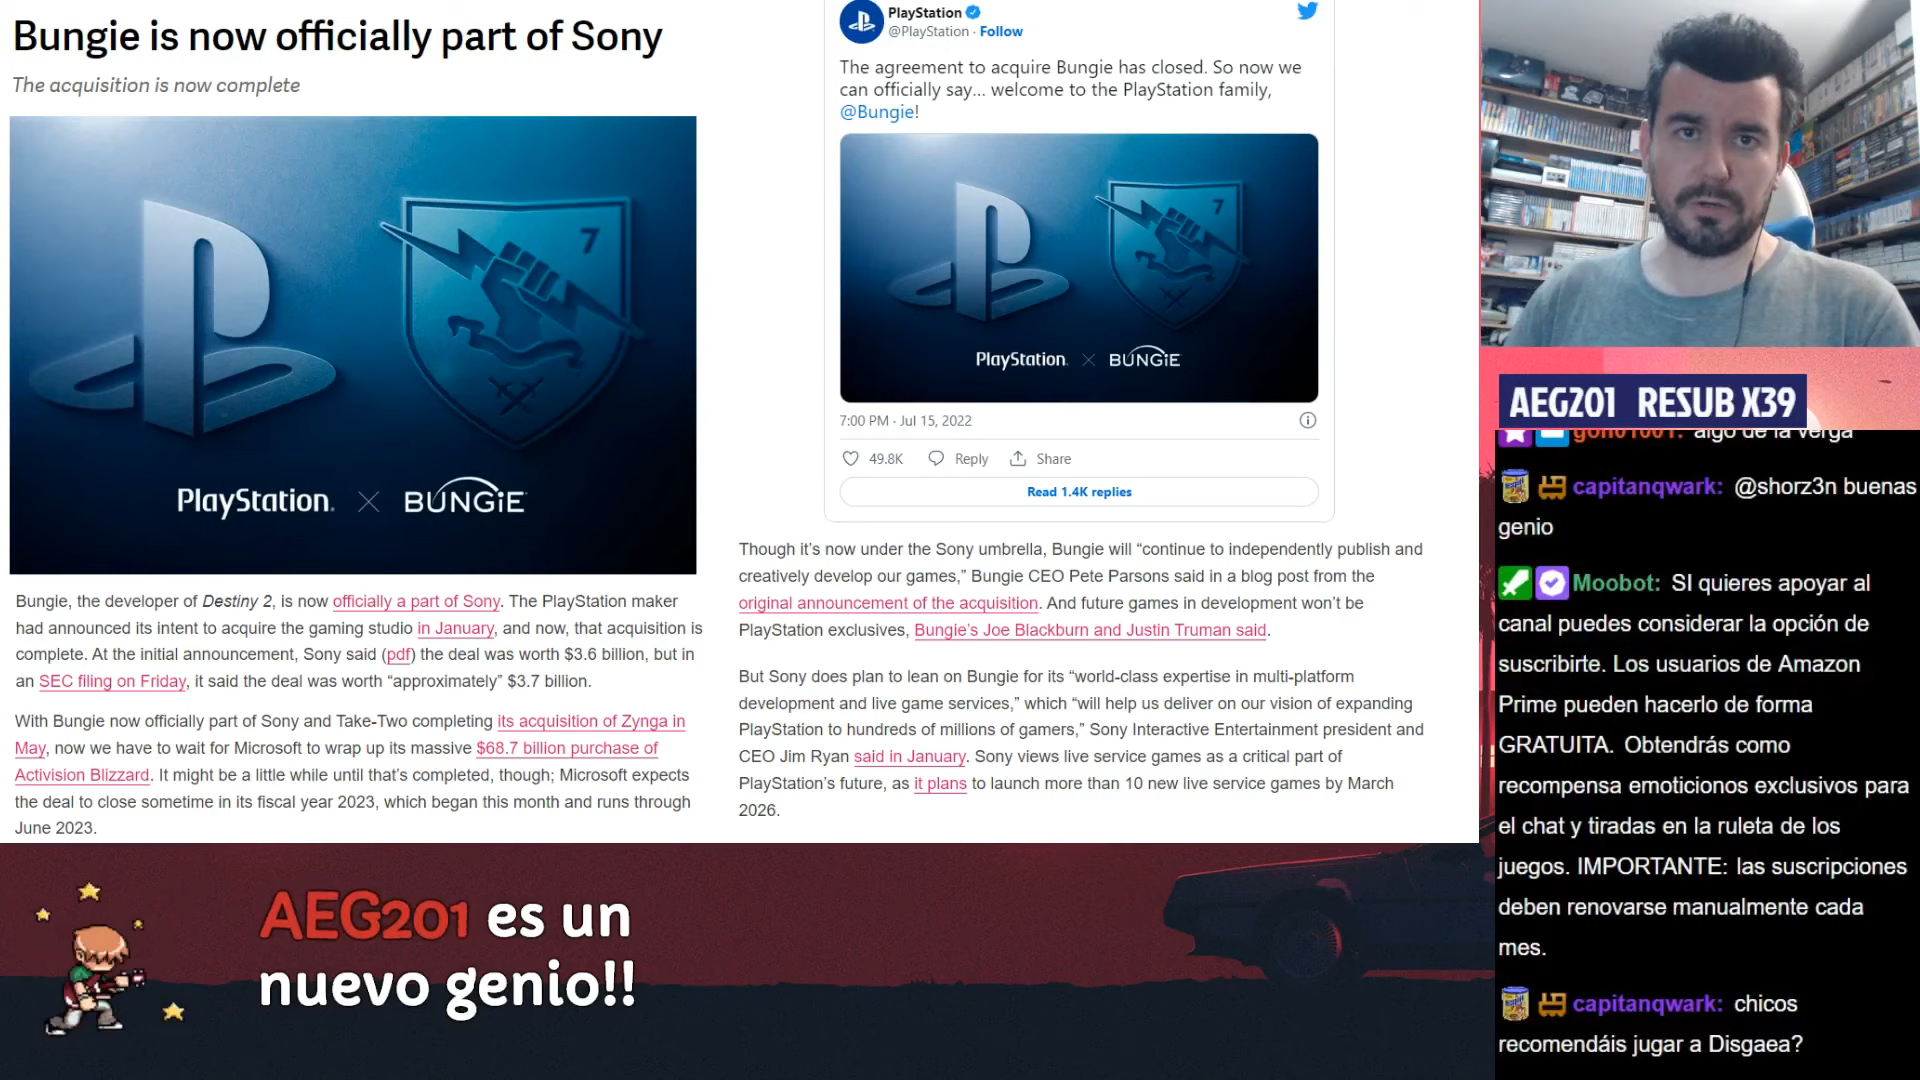 Bungie is now officially part of Sony
The acquisition is now complete
7
PlayStation. X BUNGiE
Bungie, the developer of Destiny 2, is now officially a part of Sony. The PlayStation maker
had announced its intent to acquire the gaming studio in January, and now, that acquisition is
complete. At the initial announcement, Sony said (pdf) the deal was worth $3.6 billion, but in
an SEC filing on Friday, it said the deal was worth “approximately” $3.7 billion.
With Bungie now officially part of Sony and Take-Two completing its acquisition of Zynga in
May, now we have to wait for Microsoft to wrap up its massive $68.7 billion purchase of
Activision Blizzard. It might be a little while until that’s completed, though; Microsoft expects
the deal to close sometime in its fiscal year 2023, which began this month and runs through
June 2023.
PlayStation
@PlayStation · Follow
The agreement to acquire Bungie has closed. So now we
can officially say... welcome to the PlayStation family,
@Bungie!
7
PlayStation. X BUNGiE
7:00 PM · Jul 15, 2022
49.8K Reply Share
Read 1.4K replies
Though it’s now under the Sony umbrella, Bungie will “continue to independently publish and
creatively develop our games,” Bungie CEO Pete Parsons said in a blog post from the
original announcement of the acquisition. And future games in development won’t be
PlayStation exclusives, Bungie’s Joe Blackburn and Justin Truman said.
But Sony does plan to lean on Bungie for its “world-class expertise in multi-platform
development and live game services,” which “will help us deliver on our vision of expanding
PlayStation to hundreds of millions of gamers,” Sony Interactive Entertainment president and
CEO Jim Ryan said in January. Sony views live service games as a critical part of
PlayStation’s future, as it plans to launch more than 10 new live service games by March
2026.
AEG201 RESUB X39
algo de la verga
capitanqwark: @shorz3n buenas
genio
Moobot: SI quieres apoyar al
canal puedes considerar la opción de
suscribirte. Los usuarios de Amazon
Prime pueden hacerlo de forma
GRATUITA. Obtendrás como
recompensa emoticionos exclusivos para
el chat y tiradas en la ruleta de los
juegos. IMPORTANTE: las suscripciones
deben renovarse manualmente cada
mes.
capitanqwark: chicos
recomendáis jugar a Disgaea?
AEG201 es un
nuevo genio!!